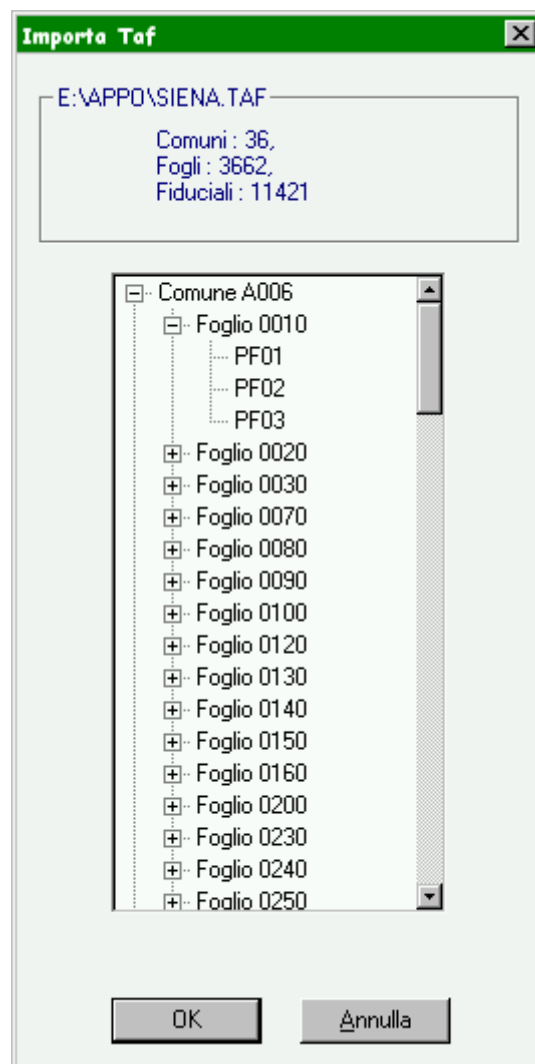 Importa Taf
E:\APPO\SIENA.TAF
Comuni : 36,
Fogli : 3662,
Fiduciali : 11421
Comune A006
Foglio 0010
PF01
PF02
PF03
Foglio 0020
Foglio 0030
Foglio 0070
Foglio 0080
Foglio 0090
Foglio 0100
Foglio 0120
Foglio 0130
Foglio 0140
Foglio 0150
Foglio 0160
Foglio 0200
Foglio 0230
Foglio 0240
Foglio 0250
OK
Annulla